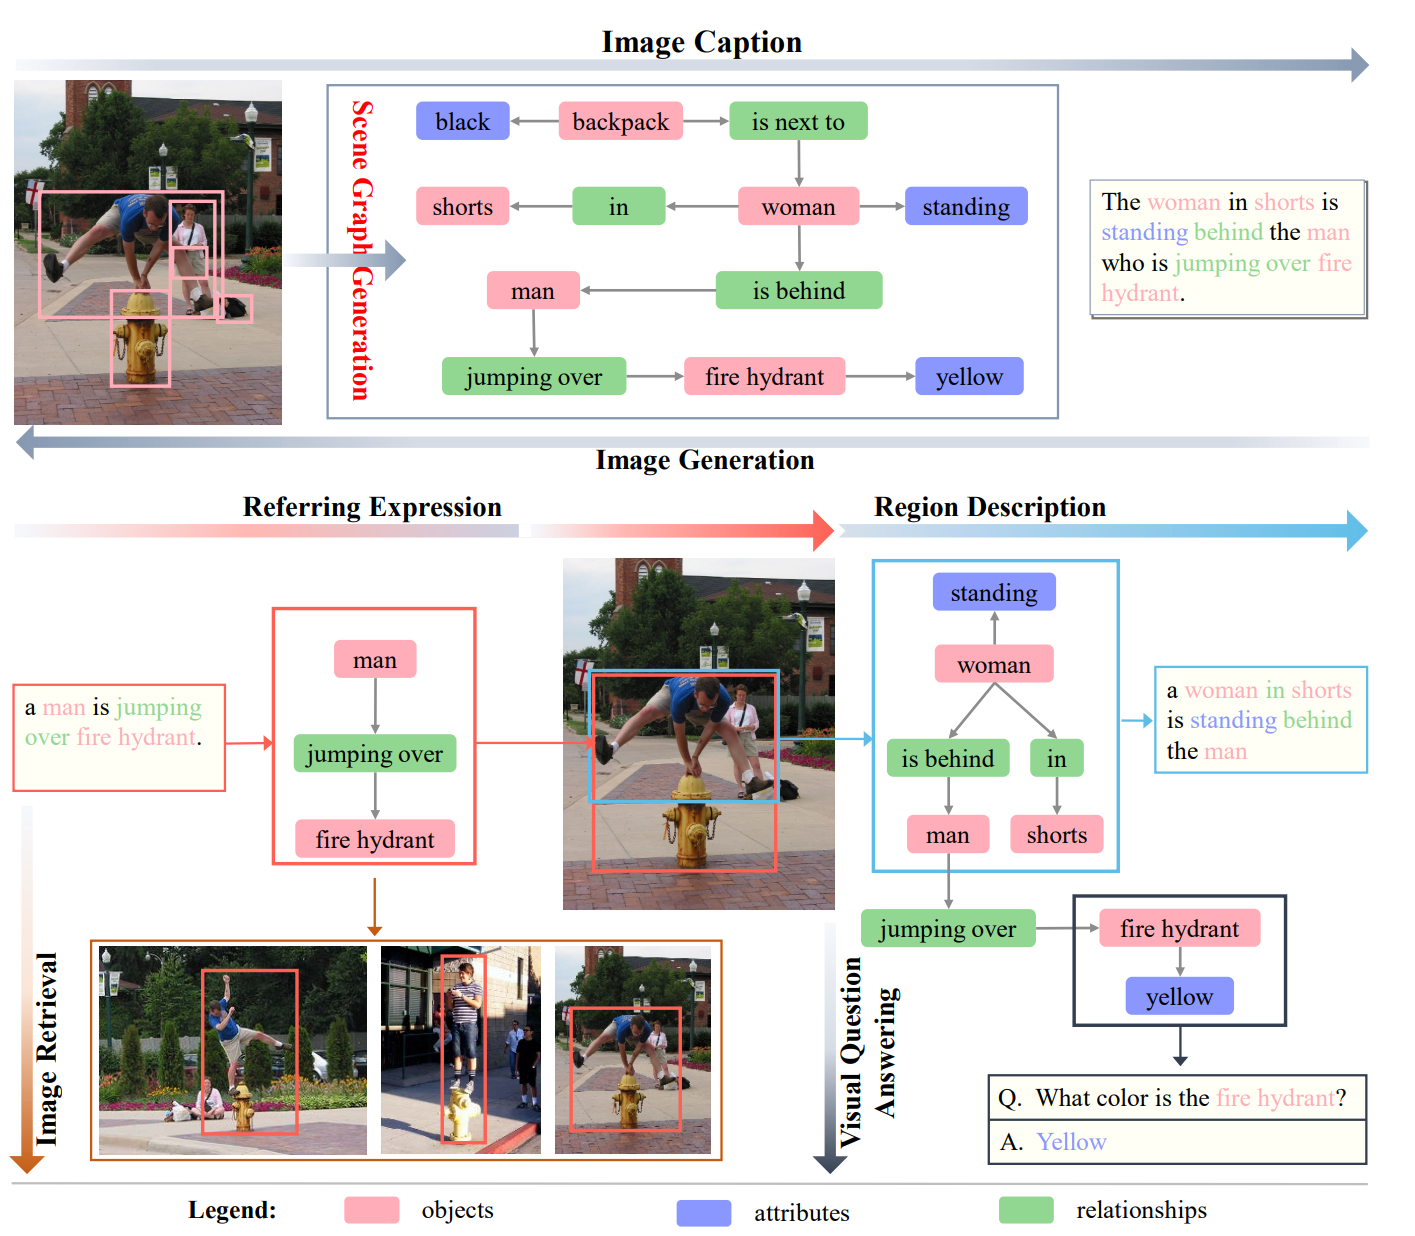 Image Caption
Scene Graph Generation
black
backpack
is next to
shorts
in
woman
standing
man
is behind
jumping over
fire hydrant
yellow
The woman in shorts is
standing behind the man
who is jumping over fire
hydrant.
Image Generation
Referring Expression
Region Description
a man is jumping
over fire hydrant.
man
jumping over
fire hydrant
standing
woman
is behind
in
man
shorts
a woman in shorts
is standing behind
the man
jumping over
fire hydrant
yellow
Image Retrieval
Visual Question
Answering
Q. What color is the fire hydrant?
A. Yellow
Legend:
objects
attributes
relationships